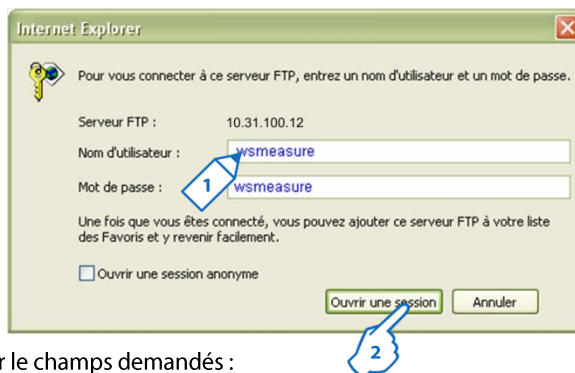 Internet Explorer
Pour vous connecter à ce serveur FTP, entrez un nom d'utilisateur et un mot de passe.
Serveur FTP : 10.31.100.12
Nom d'utilisateur : wsmeasure
1
Mot de passe : wsmeasure
Une fois que vous êtes connecté, vous pouvez ajouter ce serveur FTP à votre liste
des Favoris et y revenir facilement.
Ouvrir une session anonyme
Ouvrir une session Annuler
2
r le champs demandés :